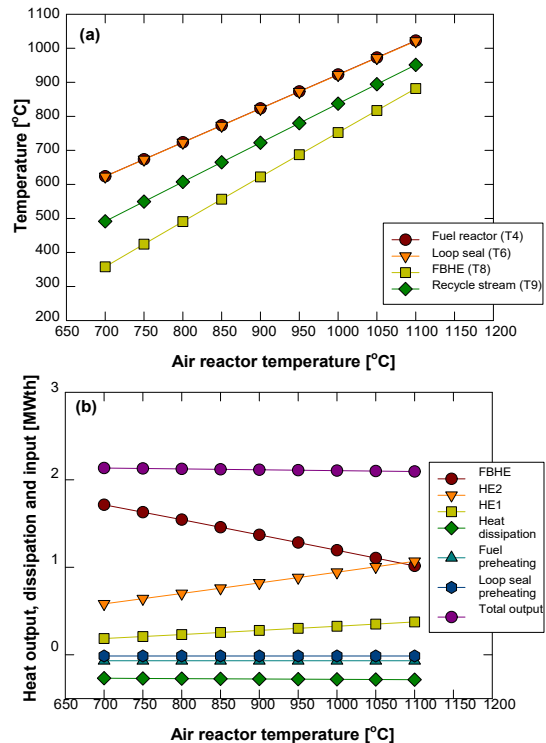 (a)
1100
1000
900
800
700
600
500
400
300
200
Temperature [°C]
Fuel reactor (T4)
Loop seal (T6)
FBHE (T8)
Recycle stream (T9)
650 700 750 800 850 900 950 1000 1050 1100 1150 1200
Air reactor temperature [°C]
(b)
3
2
1
0
Heat output, dissipation and input [MWth]
FBHE
HE2
HE1
Heat
dissipation
Fuel
preheating
Loop seal
preheating
Total output
650 700 750 800 850 900 950 1000 1050 1100 1150 1200
Air reactor temperature [°C]